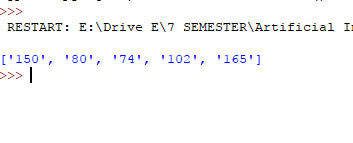 >>>
RESTART: E:\Drive E\7 SEMESTER\Artificial
['150', '80', '74', '102', '165']
>>>